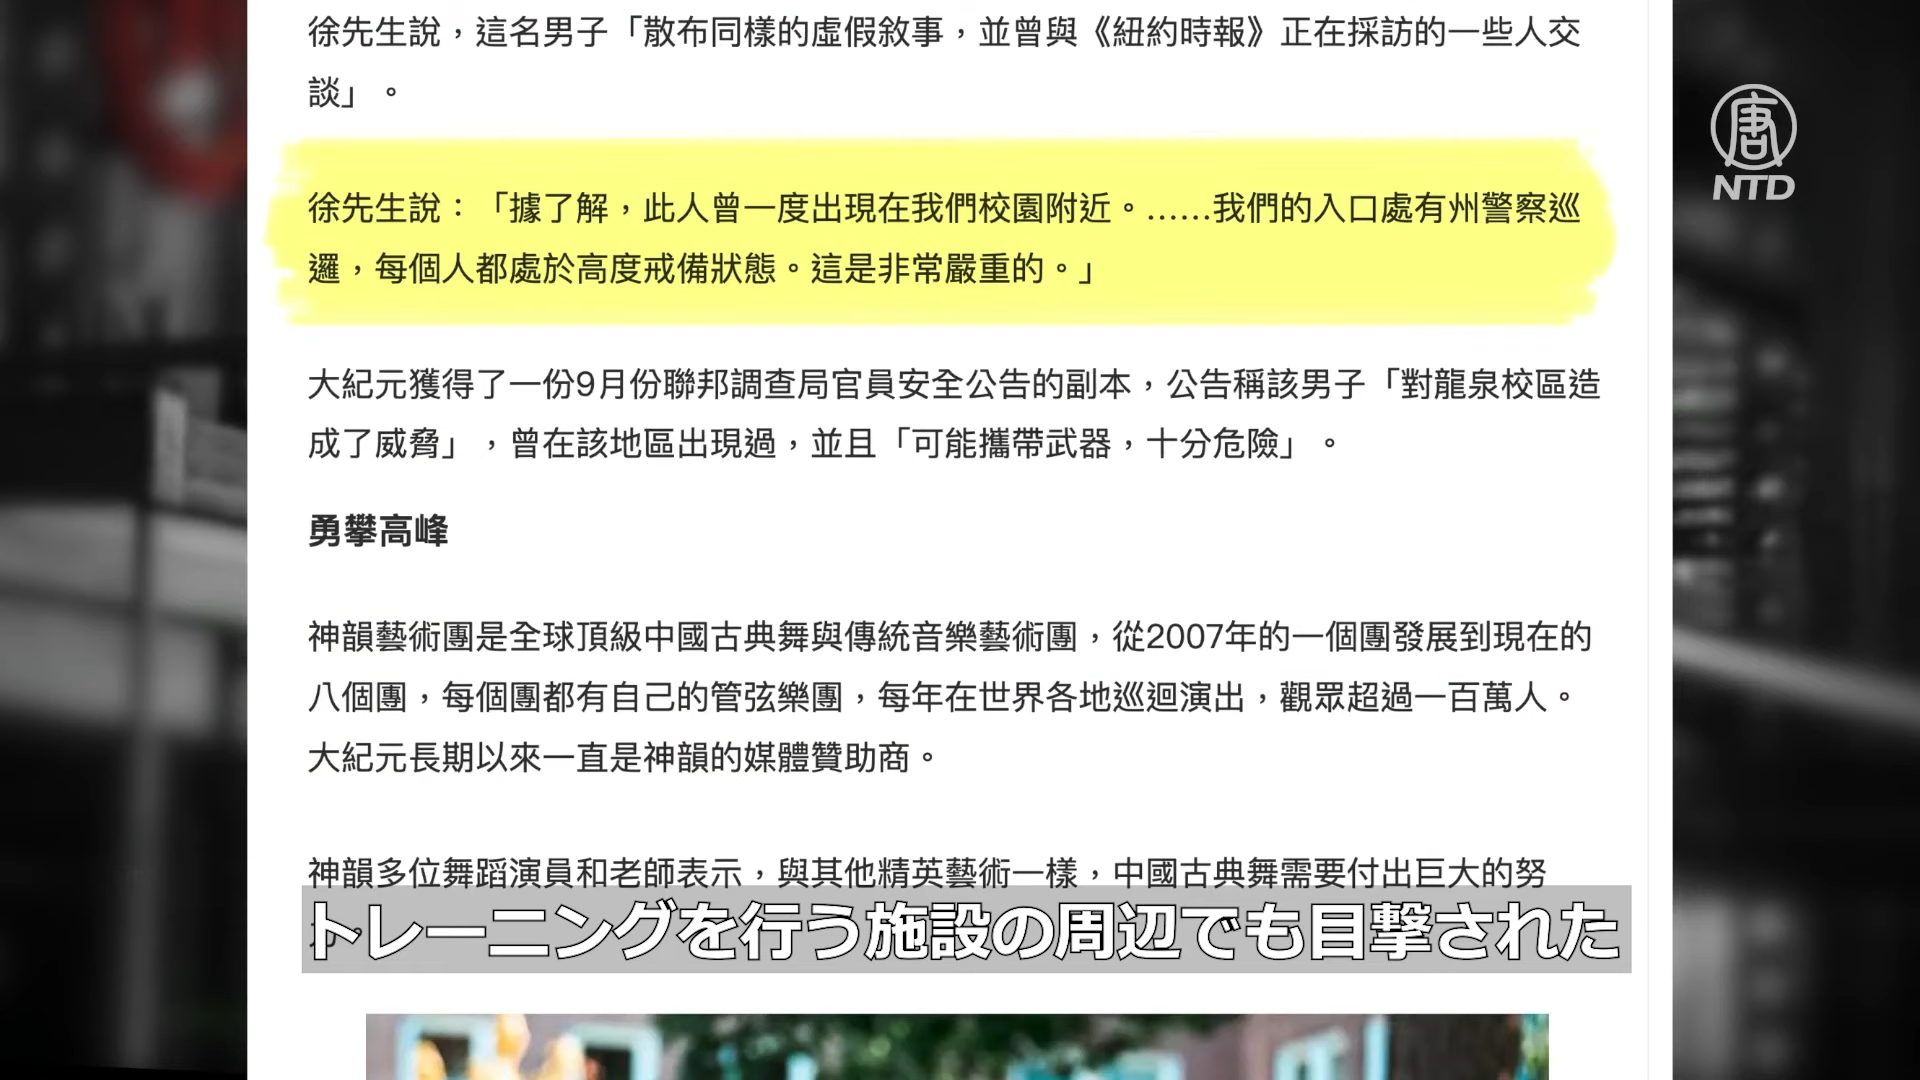 徐先生說，這名男子「散布同樣的虛假敘事，並曾與《紐約時報》正在採訪的一些人交
談」。
唐
NTD
徐先生說：「據了解，此人曾一度出現在我們校園附近。……我們的入口處有州警察巡
邏，每個人都處於高度戒備狀態。這是非常嚴重的。」
大紀元獲得了一份9月份聯邦調查局官員安全公告的副本，公告稱該男子「對龍泉校區造
成了威脅」，曾在該地區出現過，並且「可能攜帶武器，十分危險」。
勇攀高峰
神韻藝術團是全球頂級中國古典舞與傳統音樂藝術團，從2007年的一個團發展到現在的
八個團，每個團都有自己的管弦樂團，每年在世界各地巡迴演出，觀眾超過一百萬人。
大紀元長期以來一直是神韻的媒體贊助商。
神韻多位舞蹈演員和老師表示，與其他精英藝術一樣，中國古典舞需要付出巨大的努
トレーニングを行う施設の周辺でも目撃された